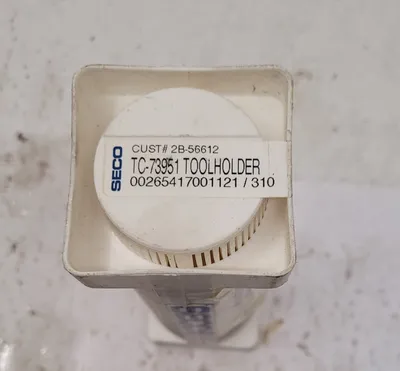 SECO
CUST# 2B-56612
TC-73951 TOOLHOLDER
00265417001121 / 310